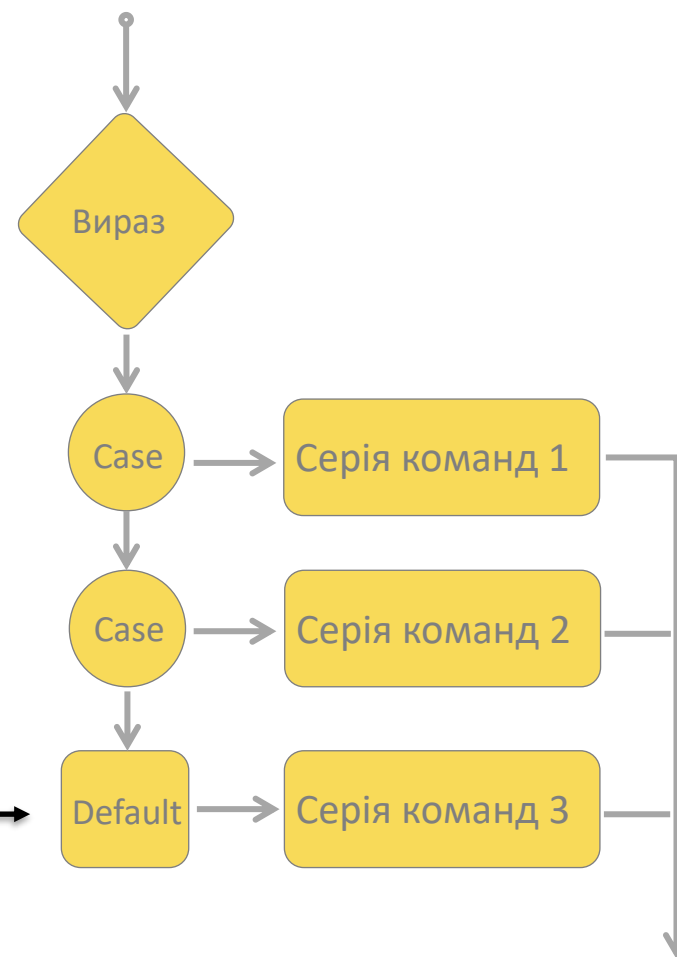 Вираз
Case
Серія команд 1
Case
Серія команд 2
Default
Серія команд 3